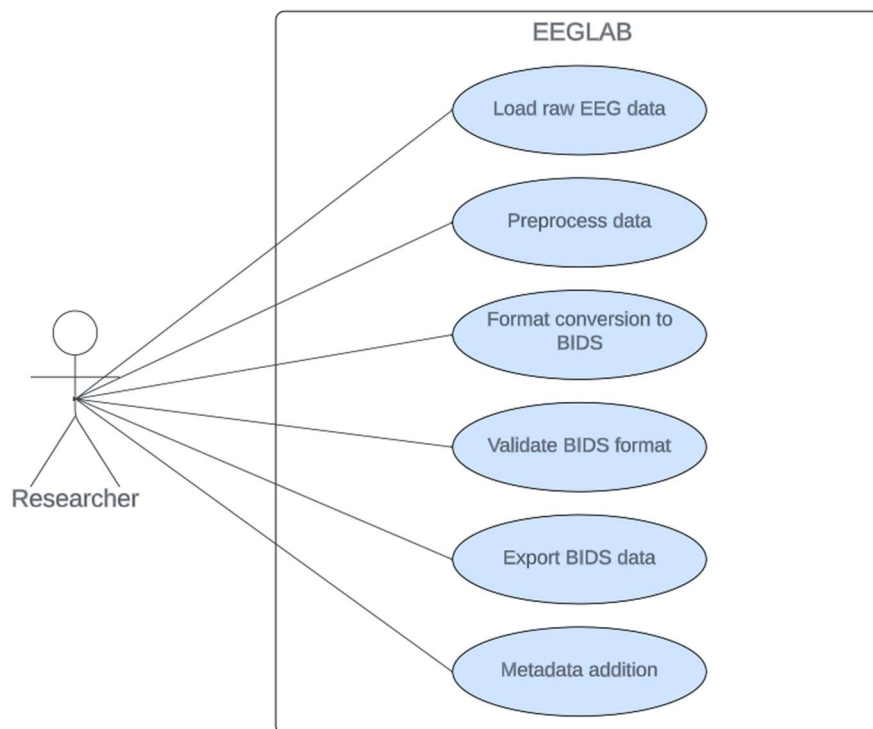 EEGLAB
Load raw EEG data
Preprocess data
Format conversion to
BIDS
Validate BIDS format
Researcher
Export BIDS data
Metadata addition